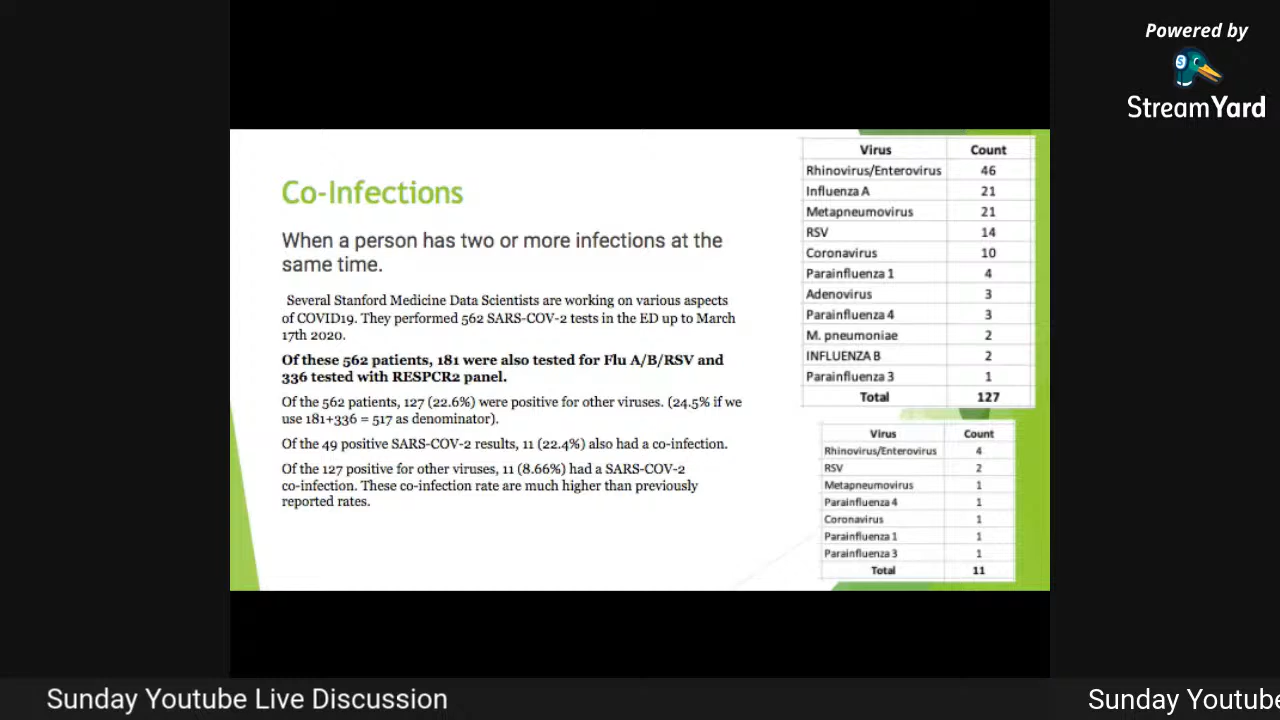 Powered by
StreamYard
Co-Infections
When a person has two or more infections at the
same time.
Several Stanford Medicine Data Scientists are working on various aspects
of COVID19. They performed 562 SARS-COV-2 tests in the ED up to March
17th 2020.
Of these 562 patients, 181 were also tested for Flu A/B/RSV and
336 tested with RESPCR2 panel.
Of the 562 patients, 127 (22.6%) were positive for other viruses. (24.5% if we
use 181+336 = 517 as denominator).
Of the 49 positive SARS-COV-2 results, 11 (22.4%) also had a co-infection.
Of the 127 positive for other viruses, 11 (8.66%) had a SARS-COV-2
co-infection. These co-infection rate are much higher than previously
reported rates.
Virus Count
Rhinovirus/Enterovirus 46
Influenza A 21
Metapneumovirus 21
RSV 14
Coronavirus 10
Parainfluenza 1 4
Adenovirus 3
Parainfluenza 4 3
M. pneumoniae 2
INFLUENZA B 2
Parainfluenza 3 1
Total 127
Virus Count
Rhinovirus/Enterovirus 4
RSV 2
Metapneumovirus 1
Parainfluenza 4 1
Coronavirus 1
Parainfluenza 1 1
Parainfluenza 3 1
Total 11
Sunday Youtube Live Discussion
Sunday Youtube